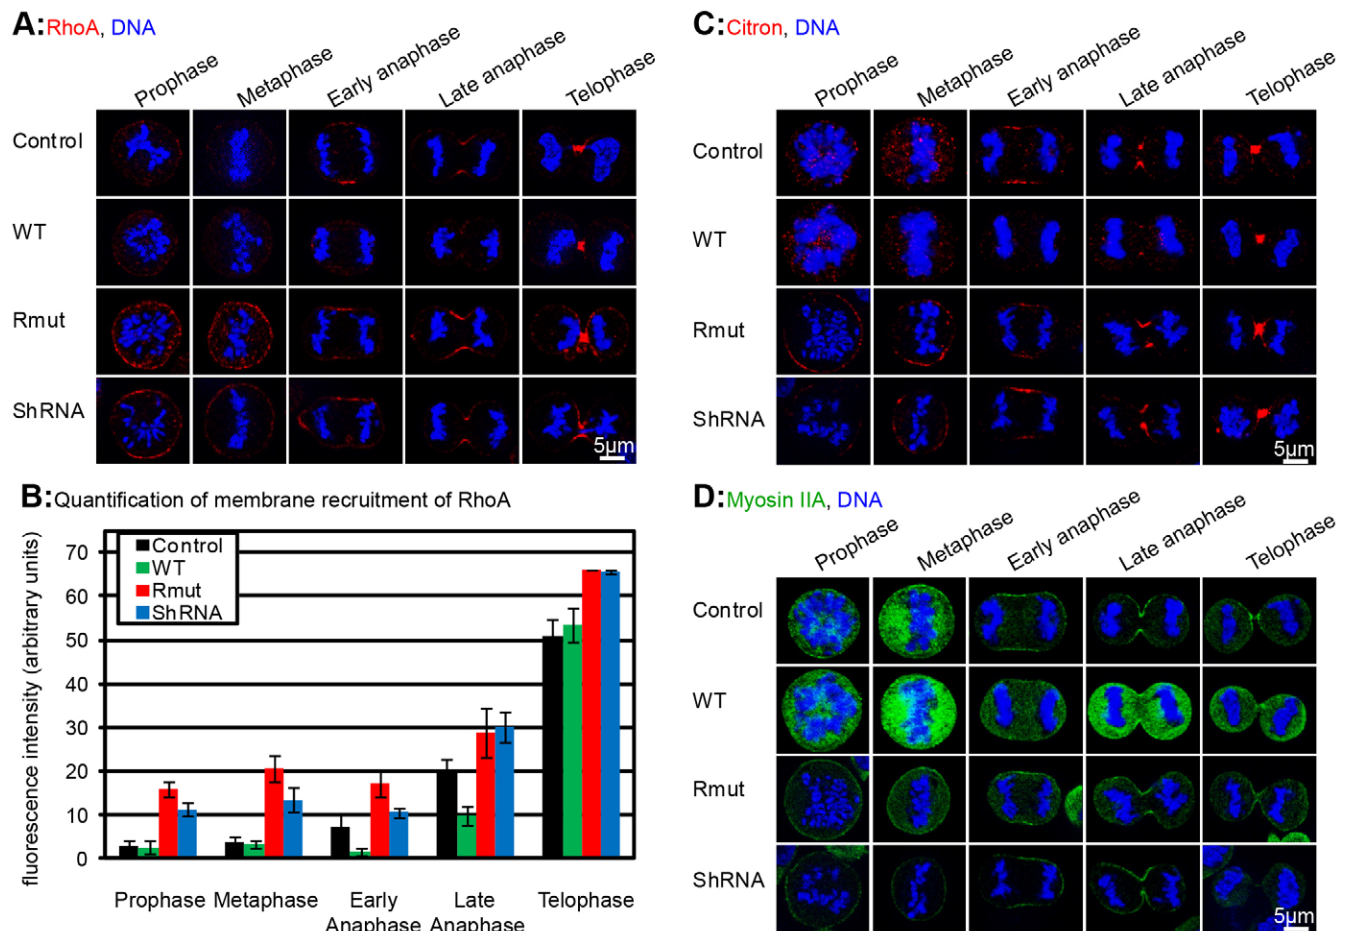 A: RhoA, DNA
Prophase Metaphase Early anaphase Late anaphase Telophase
Control
WT
Rmut
ShRNA
5µm
B: Quantification of membrane recruitment of RhoA
fluorescence intensity (arbitrary units)
70
60
50
40
30
20
10
0
Control
WT
Rmut
ShRNA
Prophase Metaphase Early Anaphase Late Anaphase Telophase
C: Citron, DNA
Prophase Metaphase Early anaphase Late anaphase Telophase
Control
WT
Rmut
ShRNA
5µm
D: Myosin IIA, DNA
Prophase Metaphase Early anaphase Late anaphase Telophase
Control
WT
Rmut
ShRNA
5µm